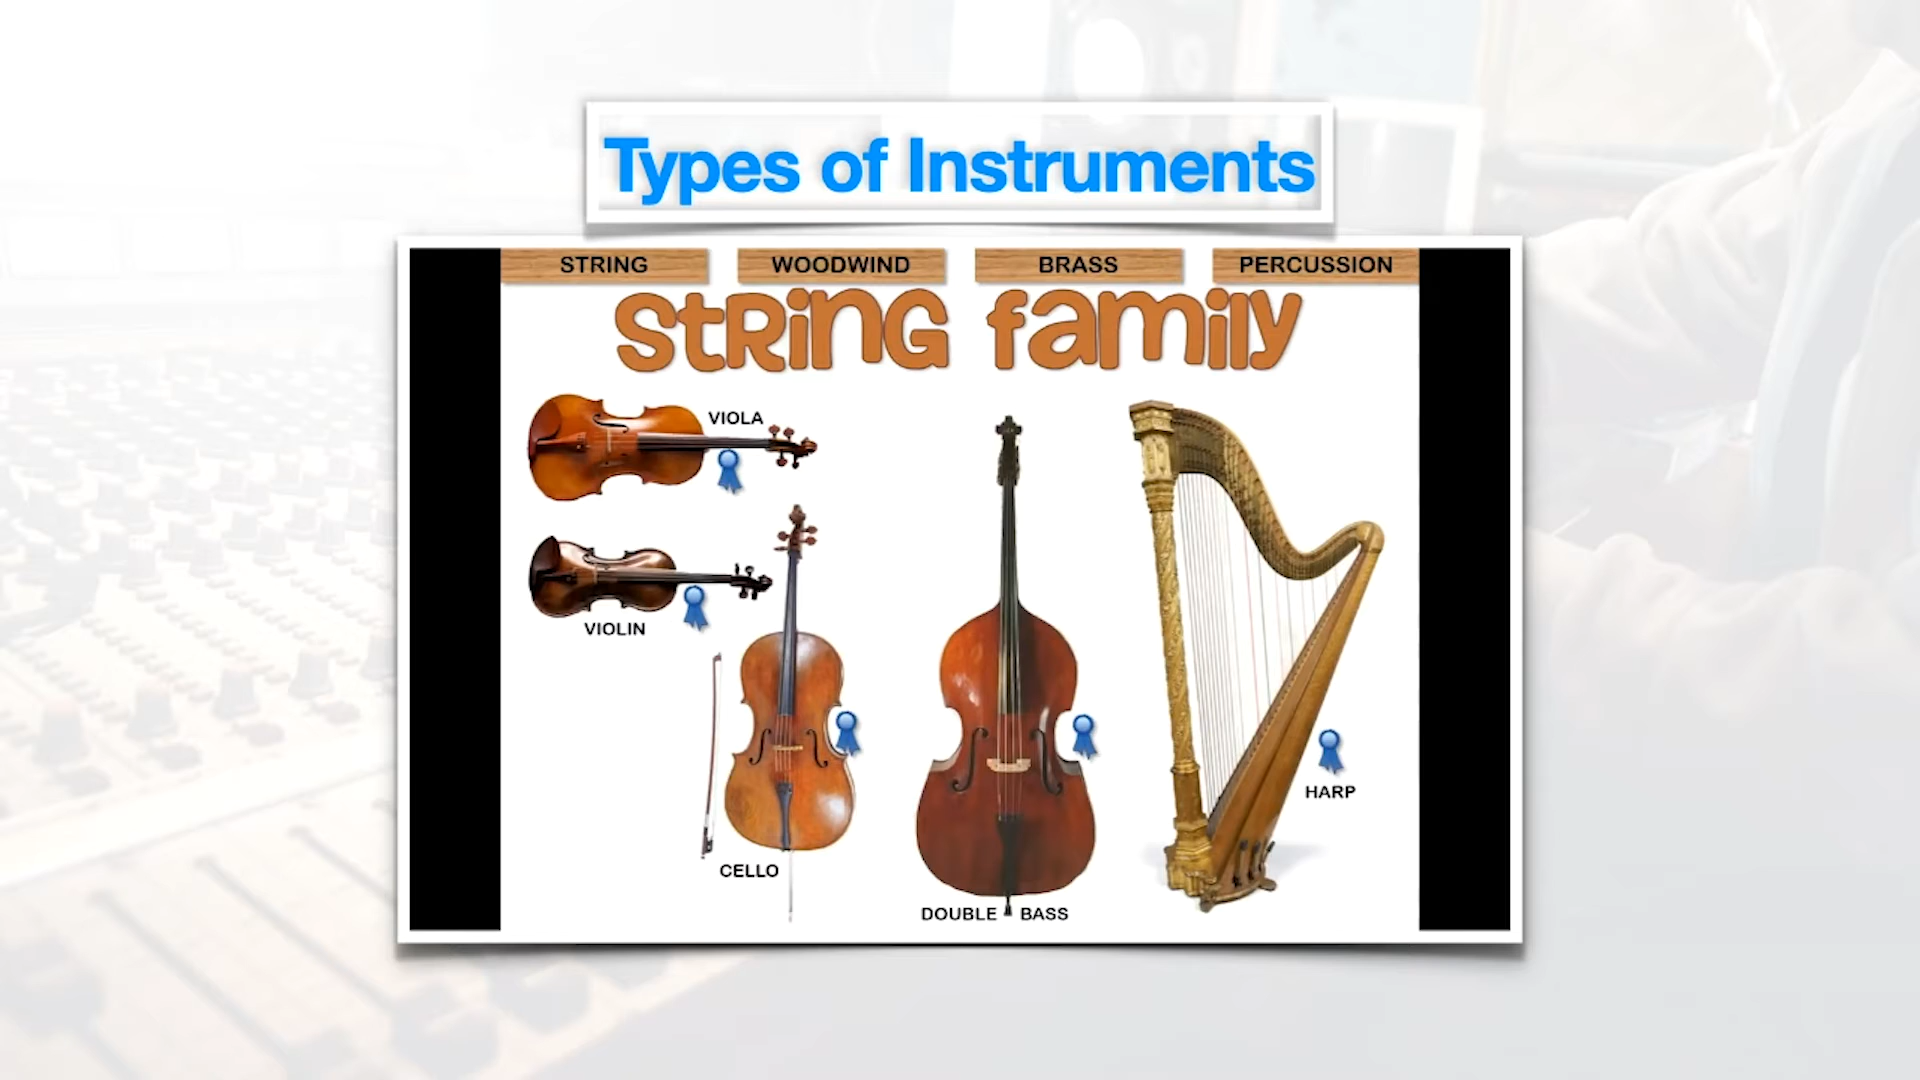 Types of Instruments
STRING WOODWIND BRASS PERCUSSION
STRiNG family
VIOLA
VIOLIN
HARP
CELLO
DOUBLE BASS